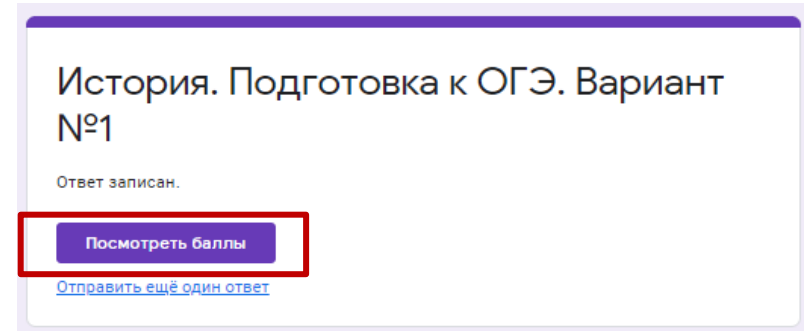 История. Подготовка к ОГЭ. Вариант
№1
Ответ записан.
Посмотреть баллы
Отправить ещё один ответ